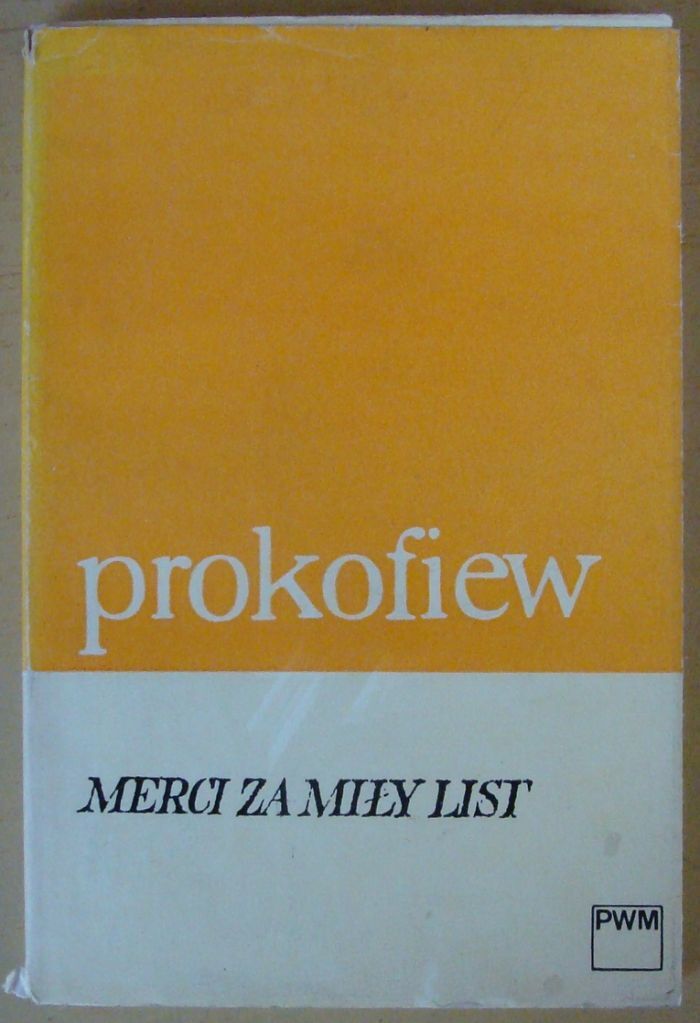 prokofiew
MERCI ZA MIŁY LIST
PWM